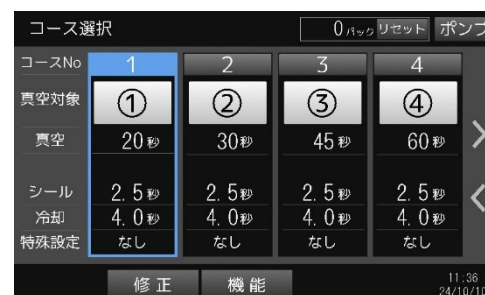 コース選択 0パック リセット ポンプ
コースNo 1 2 3 4
真空対象 ① ② ③ ④
真空 20秒 30秒 45秒 60秒
シール 2.5秒 2.5秒 2.5秒 2.5秒
冷却 4.0秒 4.0秒 4.0秒 4.0秒
特殊設定 なし なし なし なし
修正 機能 11:36
24/10/10